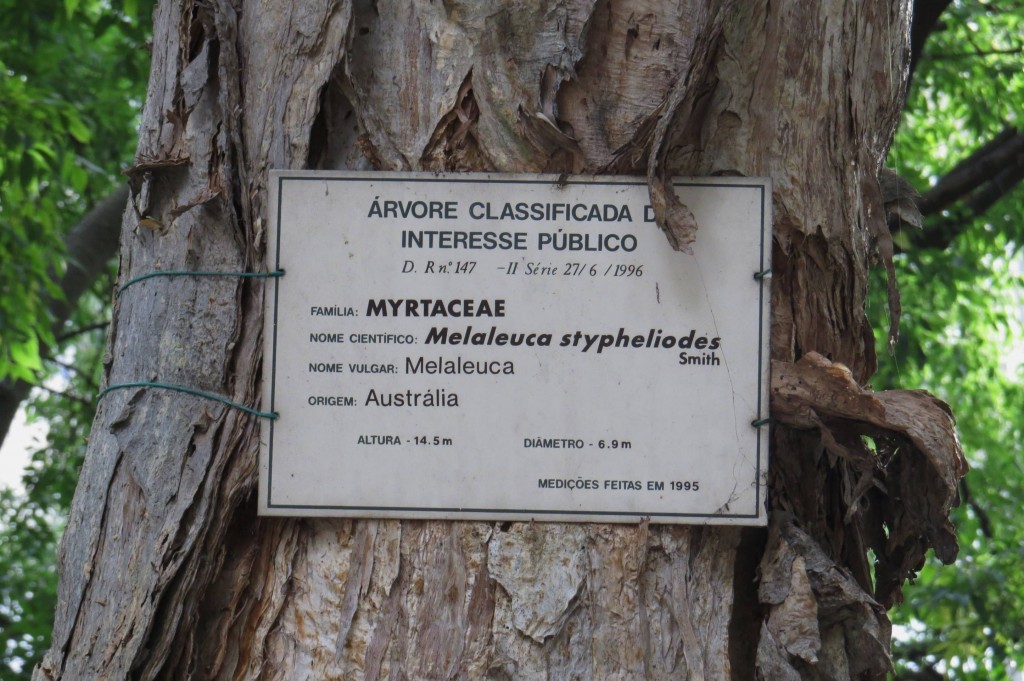 ÁRVORE CLASSIFICADA D
INTERESSE PÚBLICO
D. R n.º 147 - II Série 27/6/1996
FAMÍLIA: MYRTACEAE
NOME CIENTÍFICO: Melaleuca stypheliodes
Smith
NOME VULGAR: Melaleuca
ORIGEM: Austrália
ALTURA - 14.5 m DIÂMETRO - 6.9 m
MEDIÇÕES FEITAS EM 1995